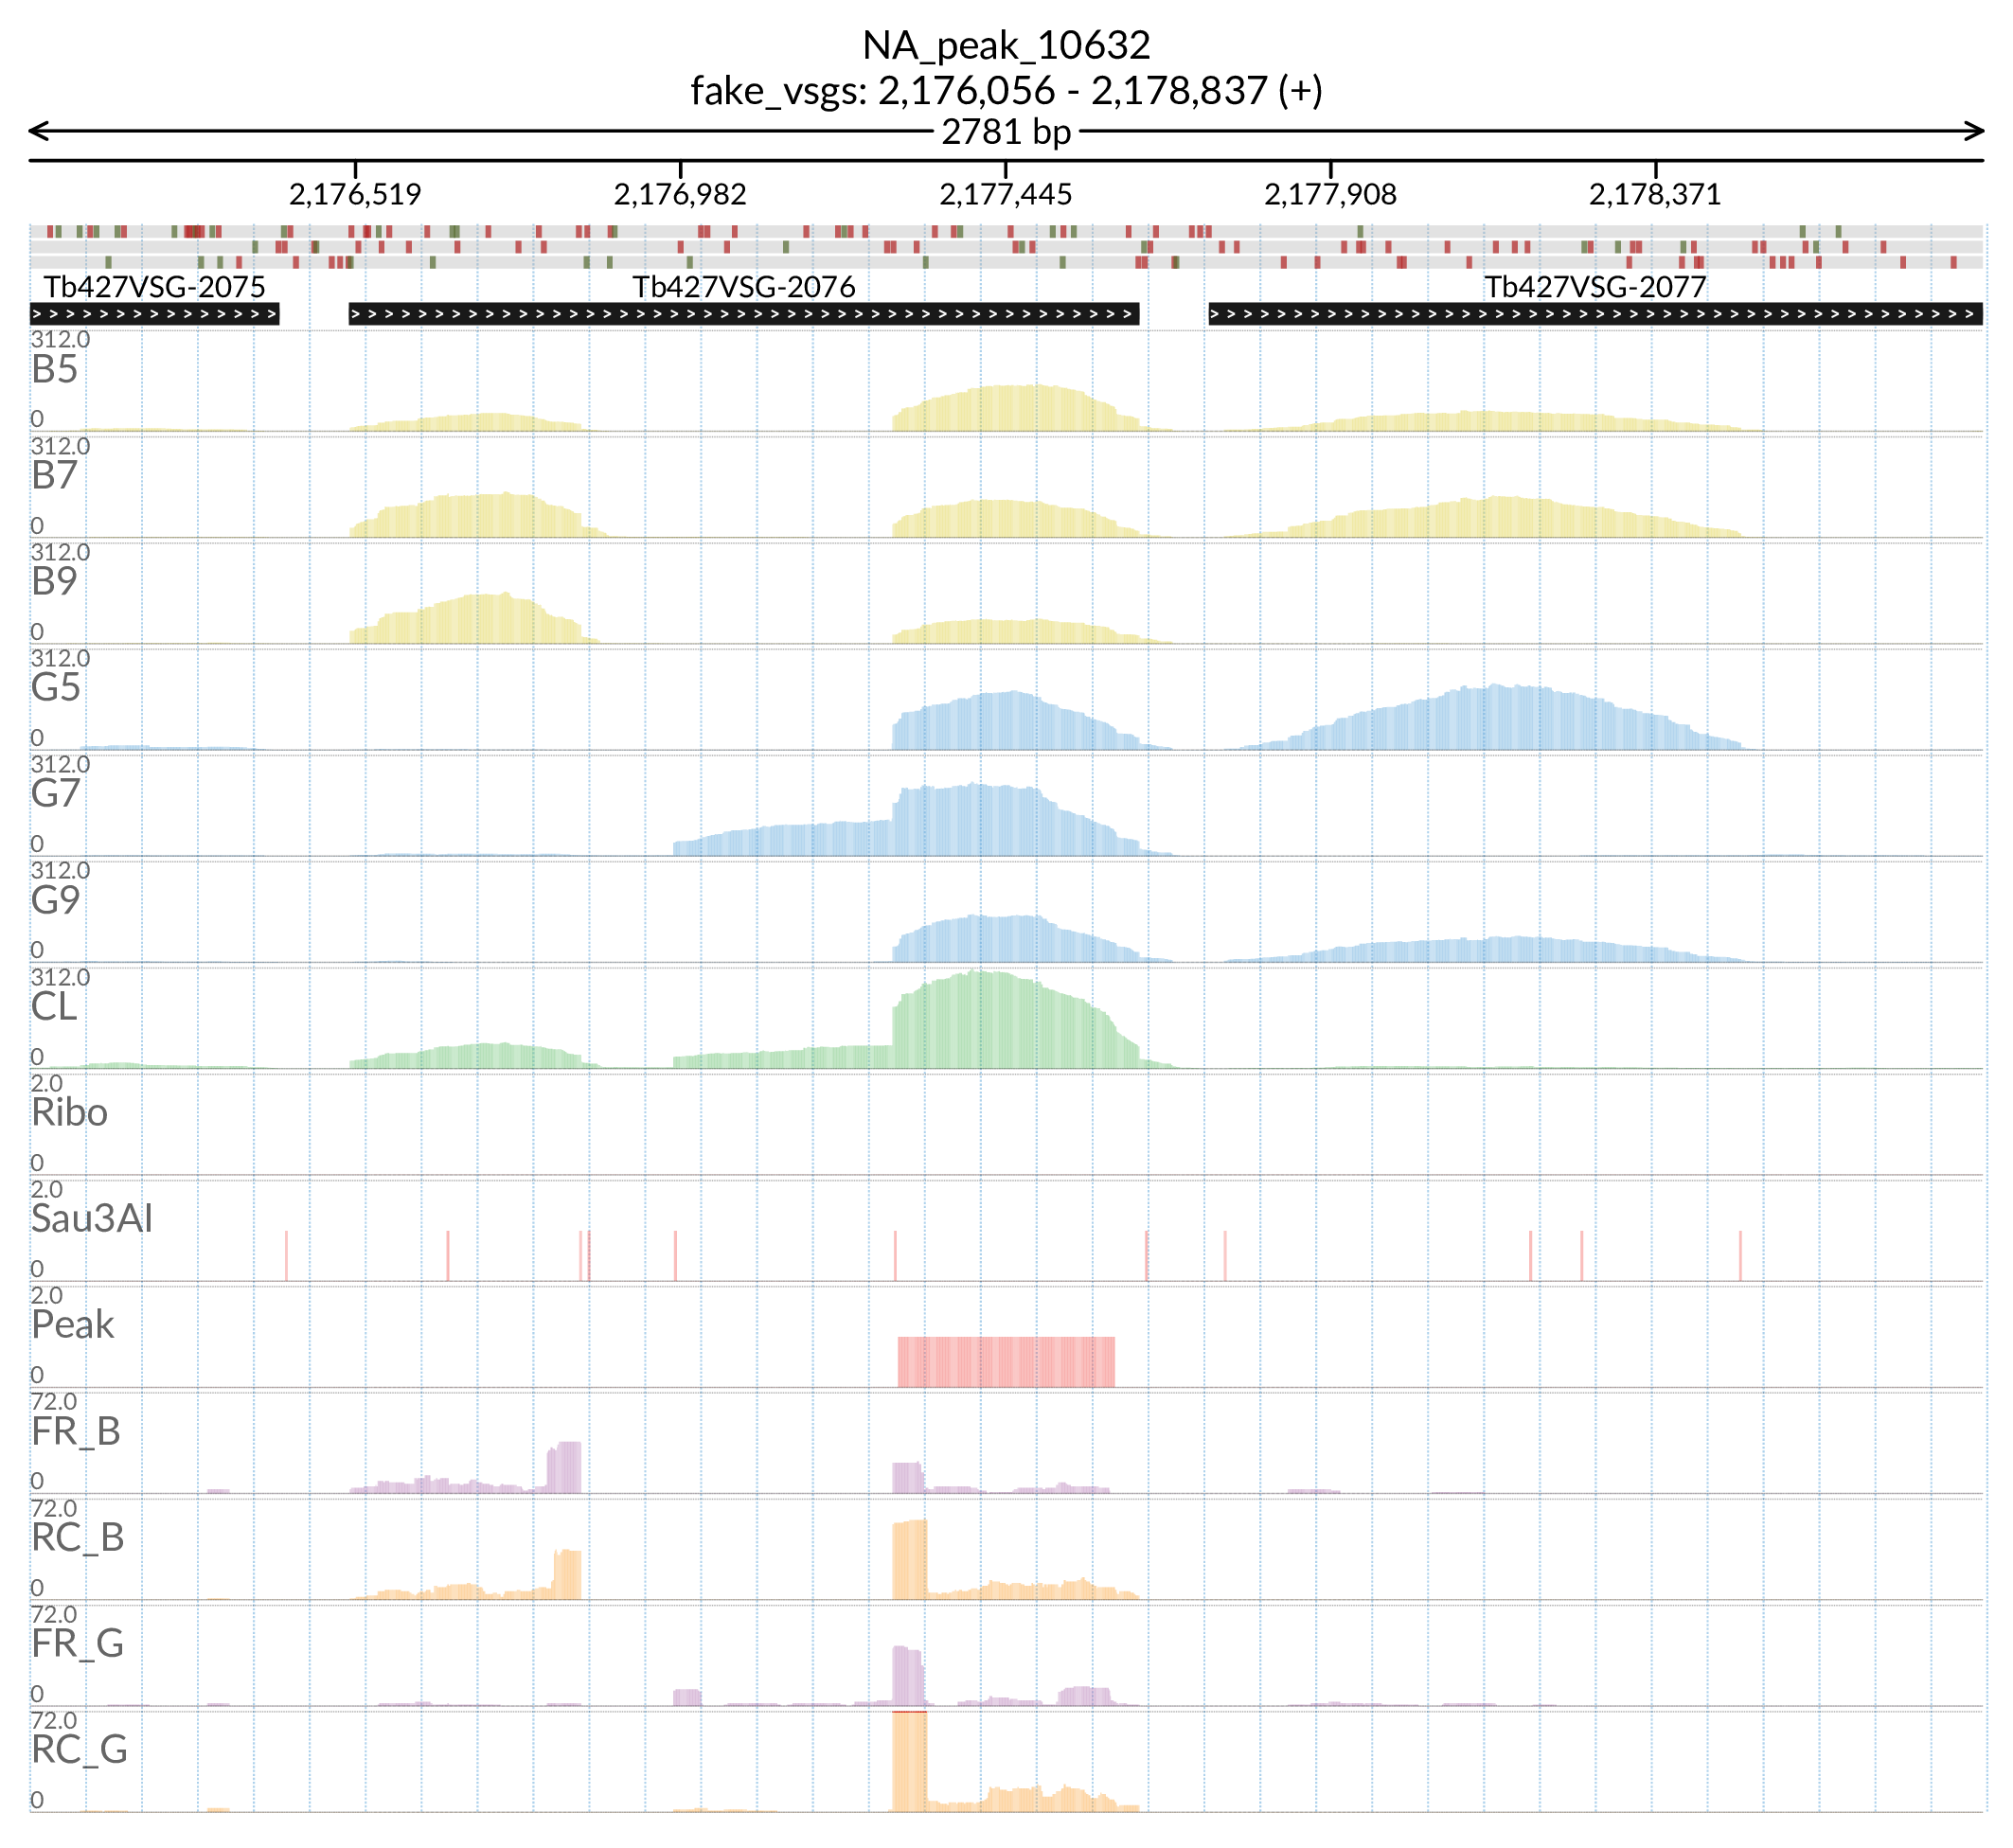 NA_peak_10632
fake_vsgs: 2,176,056 - 2,178,837 (+)
2781 bp
2,176,519 2,176,982 2,177,445 2,177,908 2,178,371
Tb427VSG-2075 Tb427VSG-2076 Tb427VSG-2077
312.0
B5
0
312.0
B7
0
312.0
B9
0
312.0
G5
0
312.0
G7
0
312.0
G9
0
312.0
CL
0
2.0
Ribo
0
2.0
Sau3AI
0
2.0
Peak
0
72.0
FR_B
0
72.0
RC_B
0
72.0
FR_G
0
72.0
RC_G
0